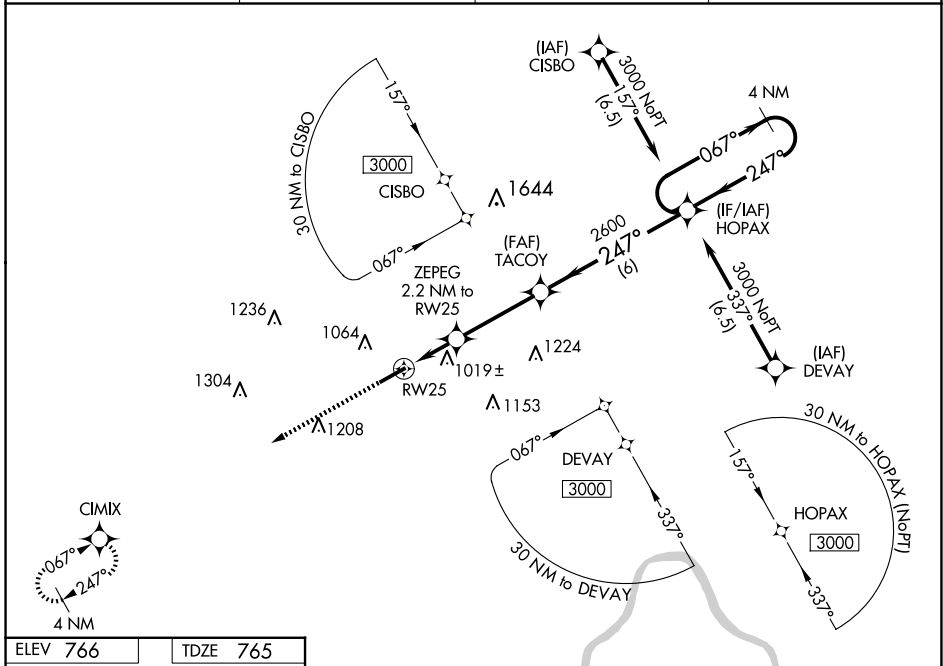 (IAF)
CISBO
3000 NoPT
157°
(6.5)
4 NM
067°
247°
(IF/IAF)
HOPAX
30 NM to CISBO
157°
3000
CISBO
067°
1644
2600
247°
(6)
(FAF)
TACOY
ZEPEG
2.2 NM to
RW25
3000 NoPT
337°
(6.5)
(IAF)
DEVAY
1236
1064
1224
1019±
RW25
1304
1153
1208
067°
DEVAY
3000
337°
30 NM to DEVAY
30 NM to HOPAX (NoPT)
157°
HOPAX
3000
337°
CIMIX
067°
247°
4 NM
ELEV 766
TDZE 765